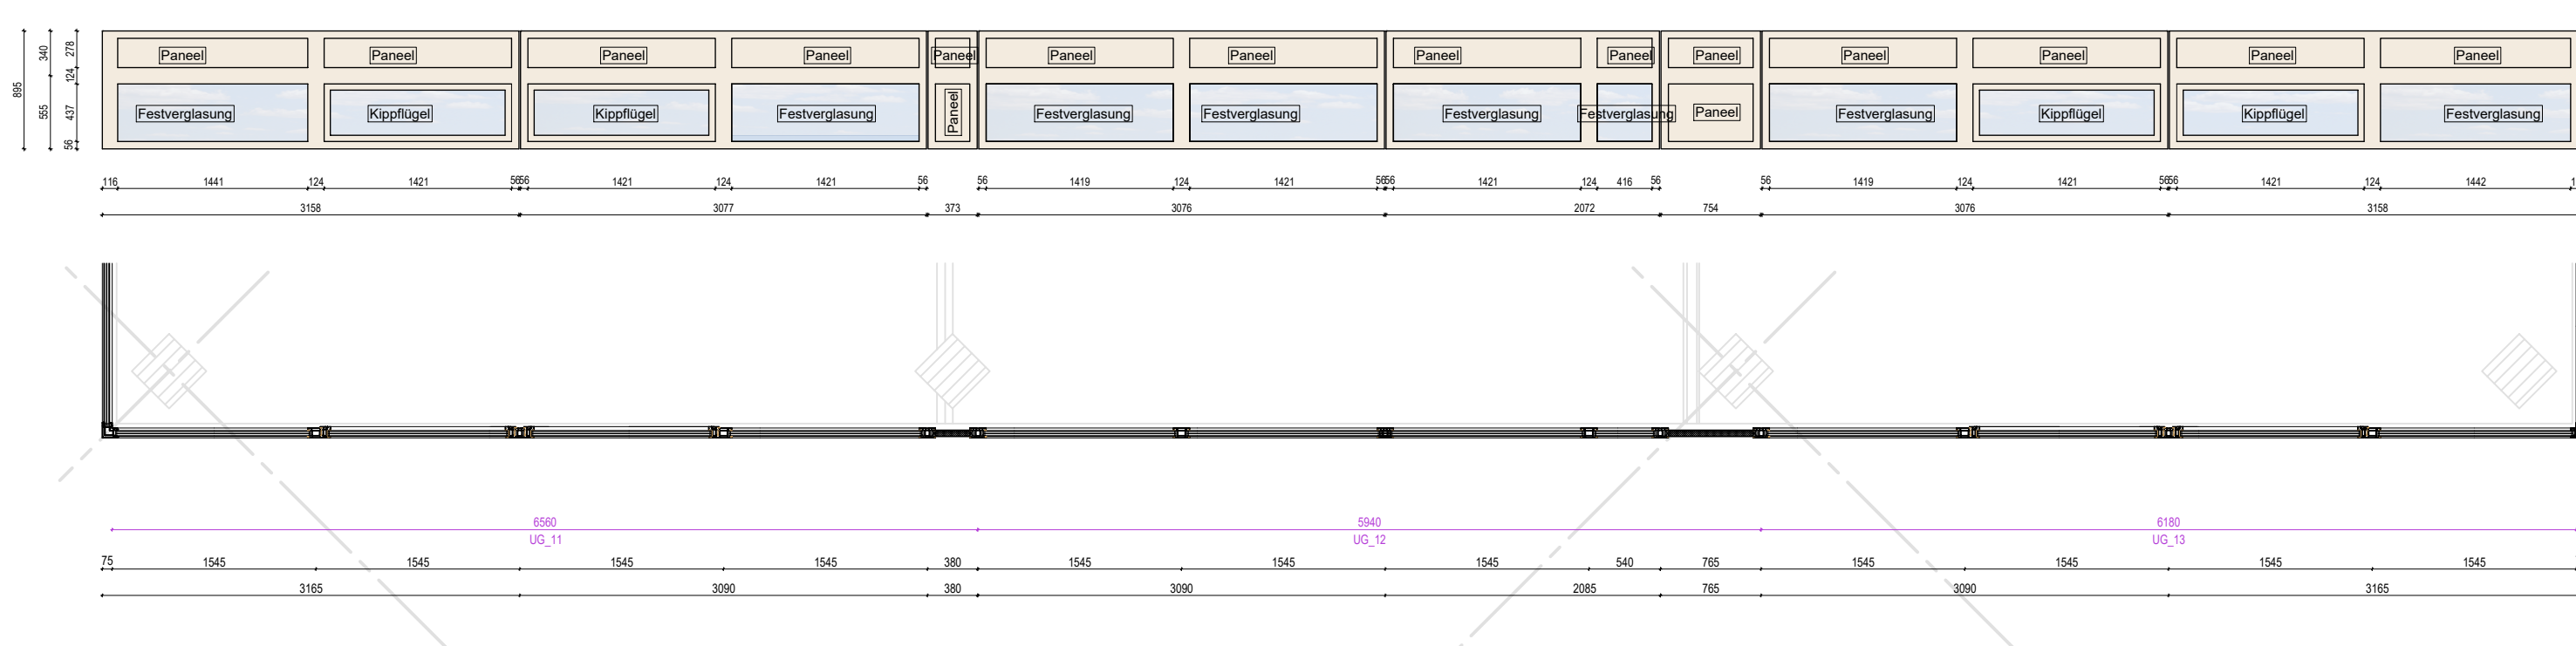 Paneel Paneel Paneel Paneel Paneel Paneel Paneel Paneel Paneel Paneel Paneel Paneel Paneel Paneel
Festverglasung Kippflügel Kippflügel Festverglasung Paneel Festverglasung Festverglasung Festverglasung Festverglasung Paneel Festverglasung Kippflügel Kippflügel Festverglasung
895
340 555
278 124 437 56
116 1441 124 1421 56 56 1421 124 1421 56 56 1419 124 1421 56 56 1421 124 416 56 56 1419 124 1421 56 56 1421 124 1442
3158 3077 373 3076 2072 754 3076 3158
6560 5940 6180
UG_11 UG_12 UG_13
75 1545 1545 1545 1545 380 1545 1545 1545 540 765 1545 1545 1545 1545
3165 3090 380 3090 2085 765 3090 3165